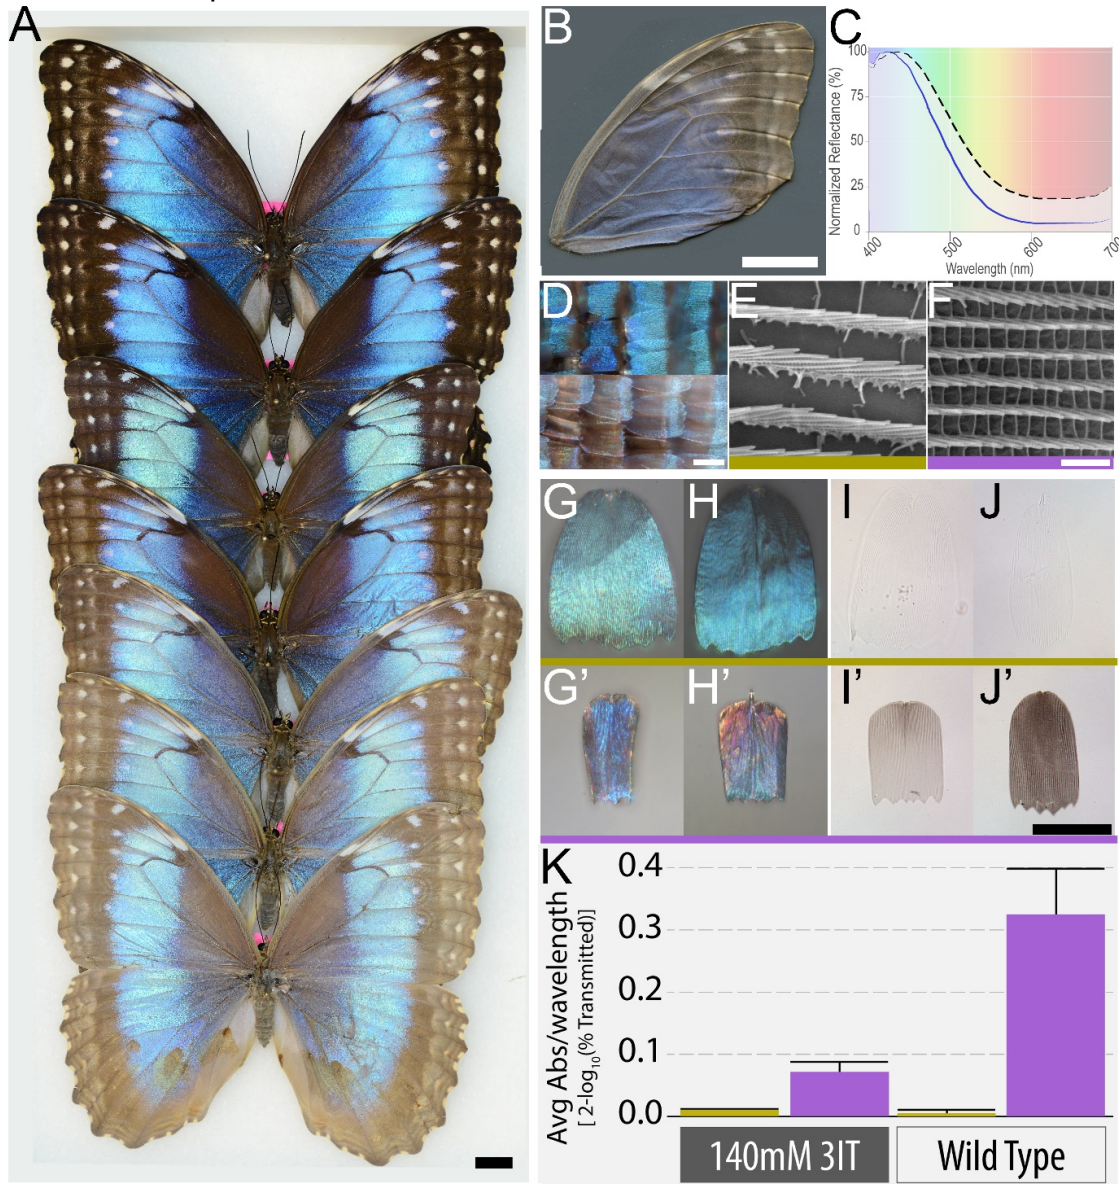 A
B
C
Normalized Reflectance (%)
100
75
50
25
0
400
500
600
700
Wavelength (nm)
D
E
F
G
H
I
J
G’
H’
I’
J’
K
Avg Abs/wavelength
[ 2-log10(% Transmitted)]
0.4
0.3
0.2
0.1
0.0
140mM 3IT
Wild Type